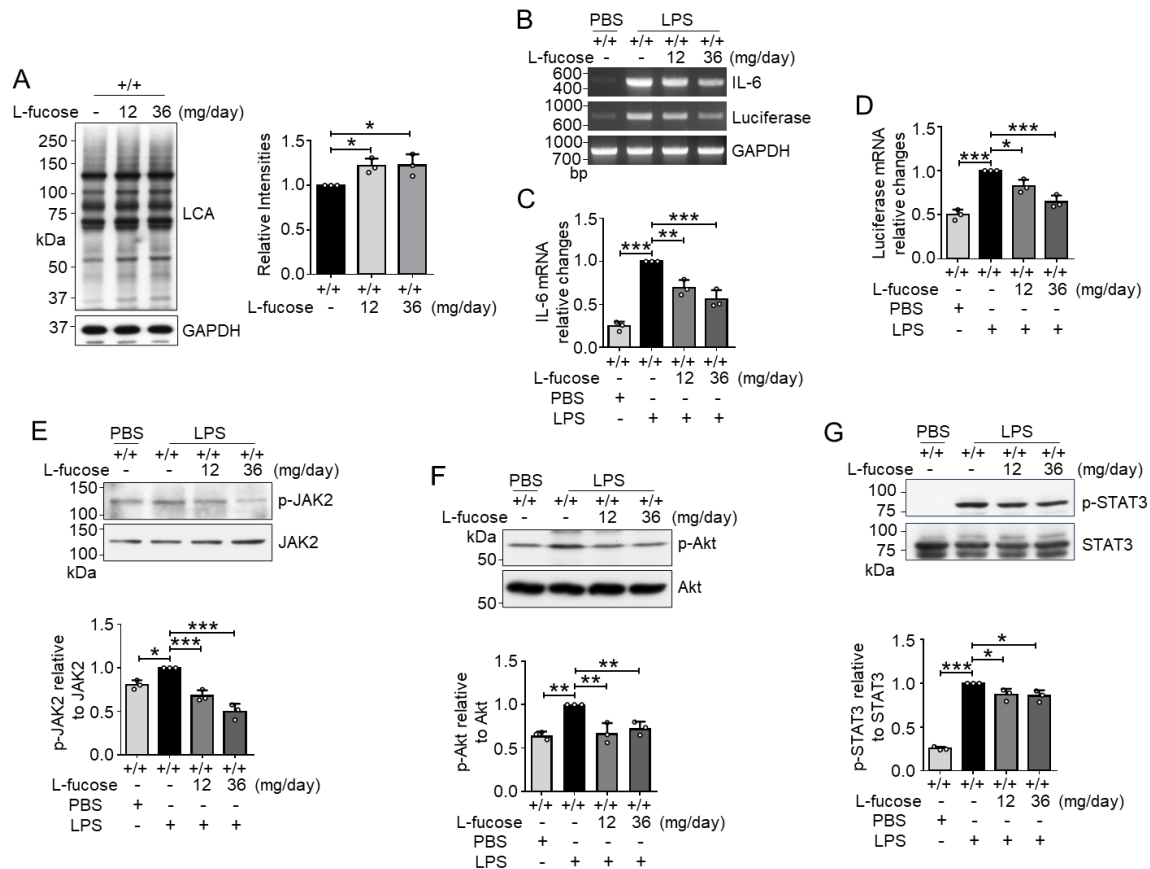 A
+/+
L-fucose - 12 36 (mg/day)
250
150
100
75
kDa
50
37
LCA
37
GAPDH
Relative Intensities
1.5
1.0
0.5
0.0
*
*
+/+ +/+ +/+
L-fucose - 12 36 (mg/day)
B
PBS LPS
+/+ +/+ +/+ +/+
L-fucose - - 12 36 (mg/day)
600
400
IL-6
1000
600
Luciferase
1000
700
GAPDH
bp
C
IL-6 mRNA
relative changes
1.5
1.0
0.5
0.0
***
**
***
+/+ +/+ +/+ +/+
L-fucose - - 12 36 (mg/day)
PBS + - - -
LPS - + + +
D
Luciferase mRNA
relative changes
1.5
1.0
0.5
0.0
***
*
***
+/+ +/+ +/+ +/+
L-fucose - - 12 36 (mg/day)
PBS + - - -
LPS - + + +
E
PBS LPS
+/+ +/+ +/+ +/+
L-fucose - - 12 36 (mg/day)
150
100
p-JAK2
150
100
JAK2
kDa
p-JAK2 relative
to JAK2
1.5
1.0
0.5
0.0
***
***
*
+/+ +/+ +/+ +/+
L-fucose - - 12 36 (mg/day)
PBS + - - -
LPS - + + +
F
PBS LPS
+/+ +/+ +/+ +/+
L-fucose - - 12 36 (mg/day)
kDa
50
p-Akt
50
Akt
p-Akt relative
to Akt
1.5
1.0
0.5
0.0
**
**
**
+/+ +/+ +/+ +/+
L-fucose - - 12 36 (mg/day)
PBS + - - -
LPS - + + +
G
PBS LPS
+/+ +/+ +/+ +/+
L-fucose - - 12 36 (mg/day)
100
75
p-STAT3
100
75
STAT3
kDa
p-STAT3 relative
to STAT3
1.5
1.0
0.5
0.0
*
*
***
+/+ +/+ +/+ +/+
L-fucose - - 12 36 (mg/day)
PBS + - - -
LPS - + + +